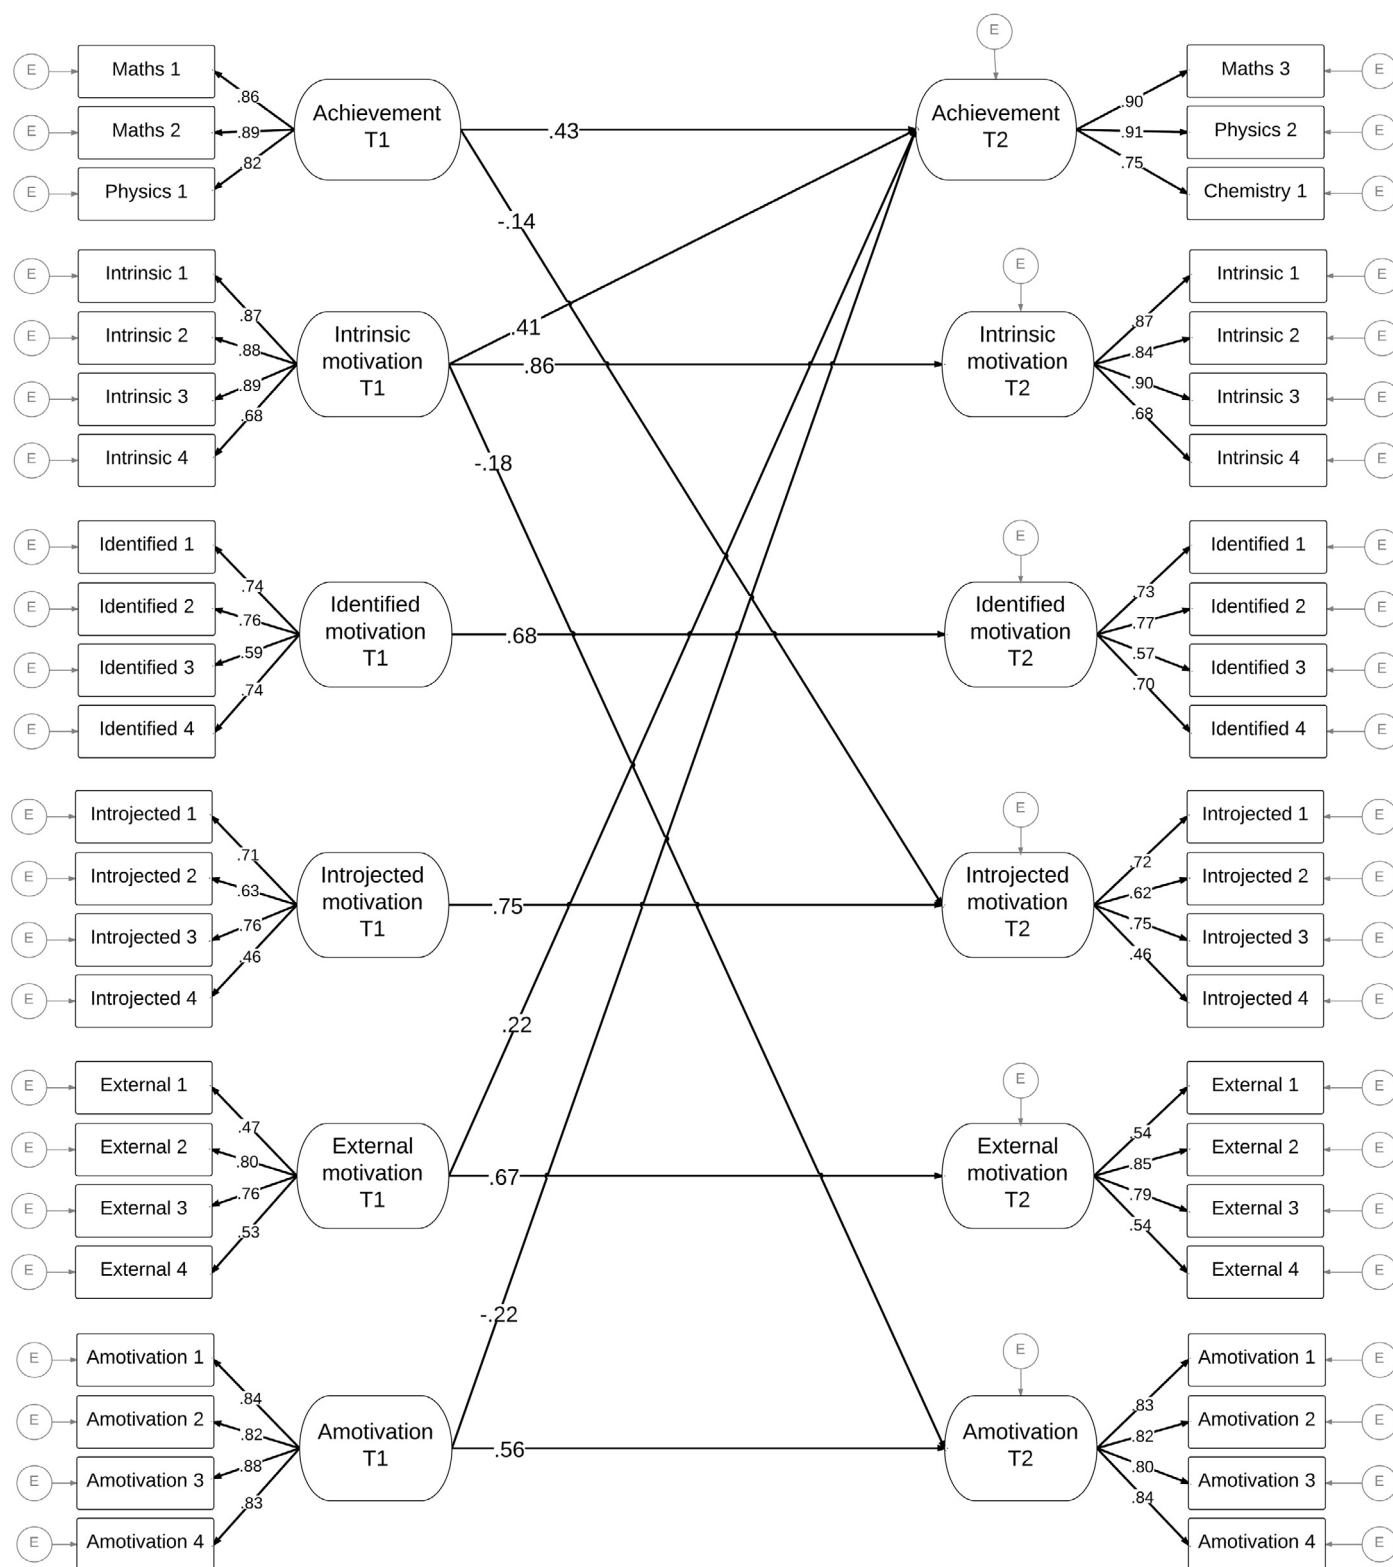 E
Maths 1
Maths 2
Physics 1
E
E
E
.86
.89
.82
Achievement
T1
.43
-.14
Achievement
T2
.90
.91
.75
Maths 3
Physics 2
Chemistry 1
E
E
E
E
E
E
E
Intrinsic 1
Intrinsic 2
Intrinsic 3
Intrinsic 4
.87
.88
.89
.68
Intrinsic
motivation
T1
.41
.86
-.18
E
Intrinsic
motivation
T2
.87
.84
.90
.68
Intrinsic 1
Intrinsic 2
Intrinsic 3
Intrinsic 4
E
E
E
E
E
E
E
E
Identified 1
Identified 2
Identified 3
Identified 4
.74
.76
.59
.74
Identified
motivation
T1
.68
E
Identified
motivation
T2
.73
.77
.57
.70
Identified 1
Identified 2
Identified 3
Identified 4
E
E
E
E
E
E
E
E
Introjected 1
Introjected 2
Introjected 3
Introjected 4
.71
.63
.76
.46
Introjected
motivation
T1
.75
E
Introjected
motivation
T2
.72
.62
.75
.46
Introjected 1
Introjected 2
Introjected 3
Introjected 4
E
E
E
E
E
E
E
E
External 1
External 2
External 3
External 4
.47
.80
.76
.53
External
motivation
T1
.22
.67
E
External
motivation
T2
.54
.85
.79
.54
External 1
External 2
External 3
External 4
E
E
E
E
E
E
E
E
Amotivation 1
Amotivation 2
Amotivation 3
Amotivation 4
.84
.82
.88
.83
Amotivation
T1
-.22
.56
E
Amotivation
T2
.83
.82
.80
.84
Amotivation 1
Amotivation 2
Amotivation 3
Amotivation 4
E
E
E
E